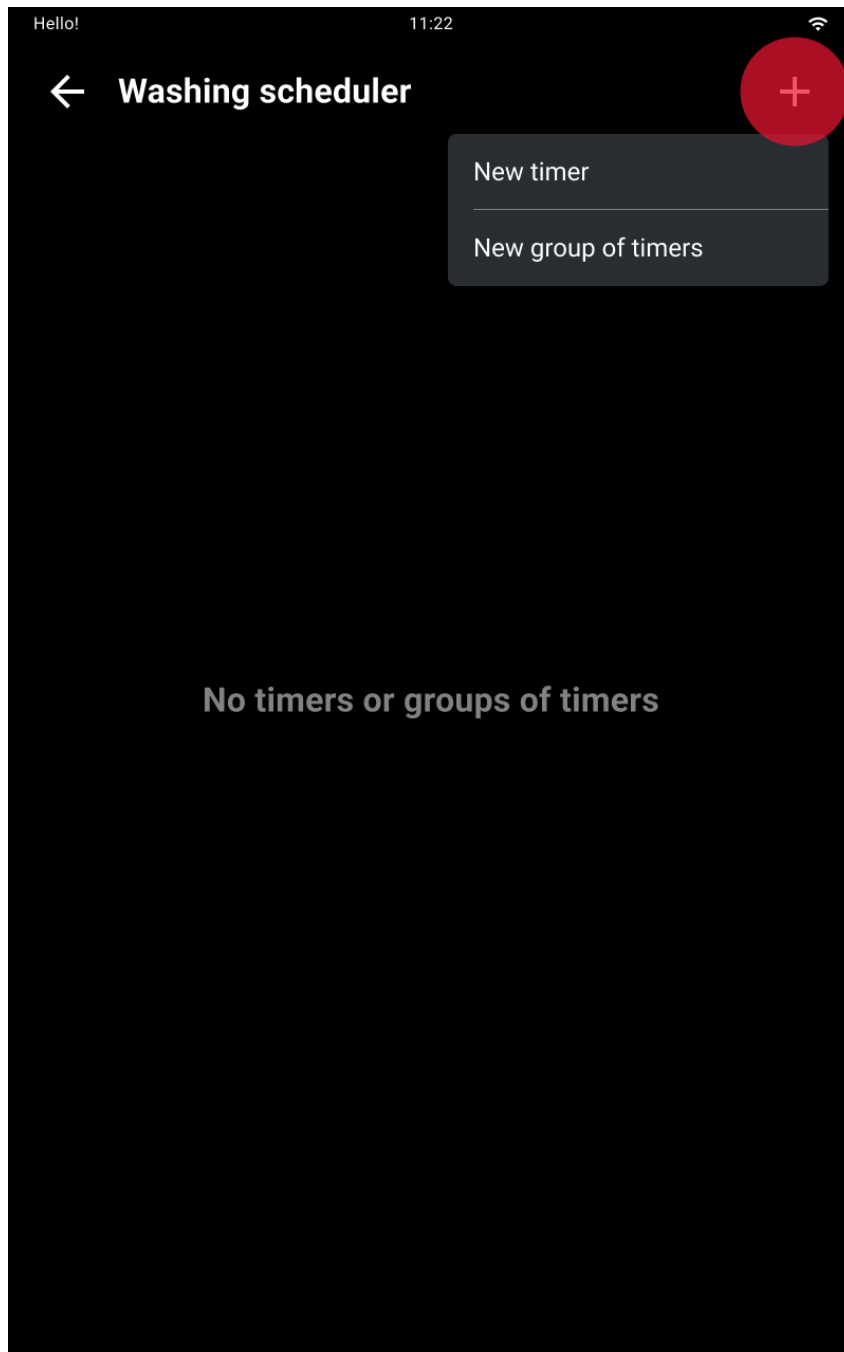 Hello! 11:22
Washing scheduler
New timer
New group of timers
No timers or groups of timers